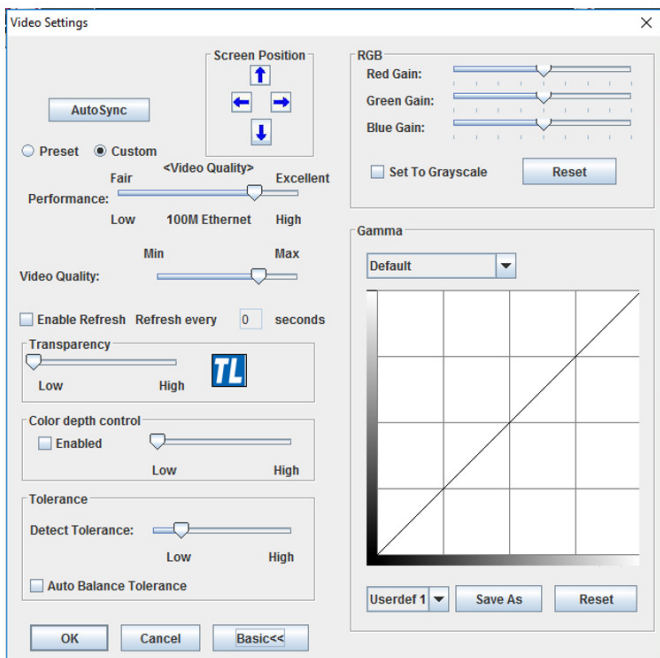 Video Settings
Screen Position
AutoSync
Preset
Custom
<Video Quality>
Fair
Excellent
Performance:
Low
100M Ethernet
High
Min
Max
Video Quality:
Enable Refresh
Refresh every
0
seconds
Transparency
Low
High
TL
Color depth control
Enabled
Low
High
Tolerance
Detect Tolerance:
Low
High
Auto Balance Tolerance
OK
Cancel
Basic<<
RGB
Red Gain:
Green Gain:
Blue Gain:
Set To Grayscale
Reset
Gamma
Default
Userdef 1
Save As
Reset